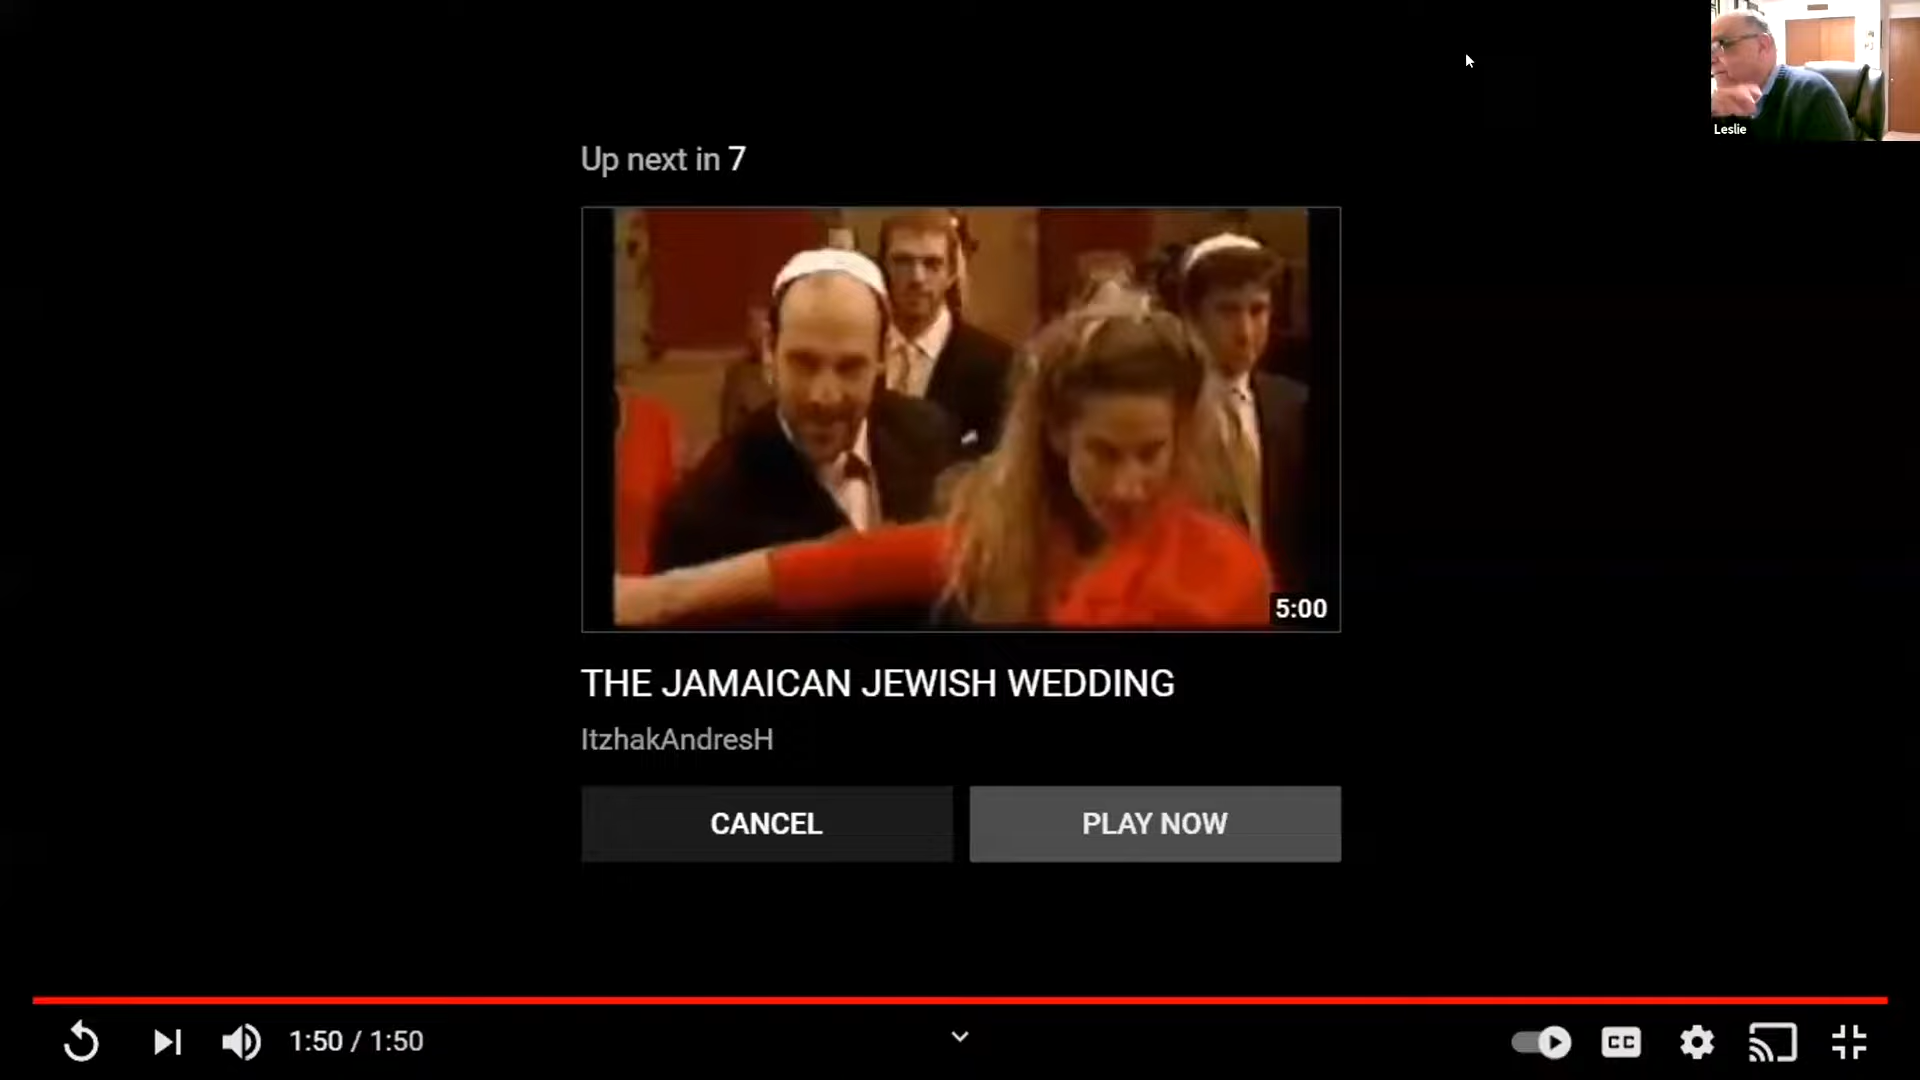 Leslie
Up next in 7
5:00
THE JAMAICAN JEWISH WEDDING
ItzhakAndresH
CANCEL
PLAY NOW
1:50 / 1:50
CC